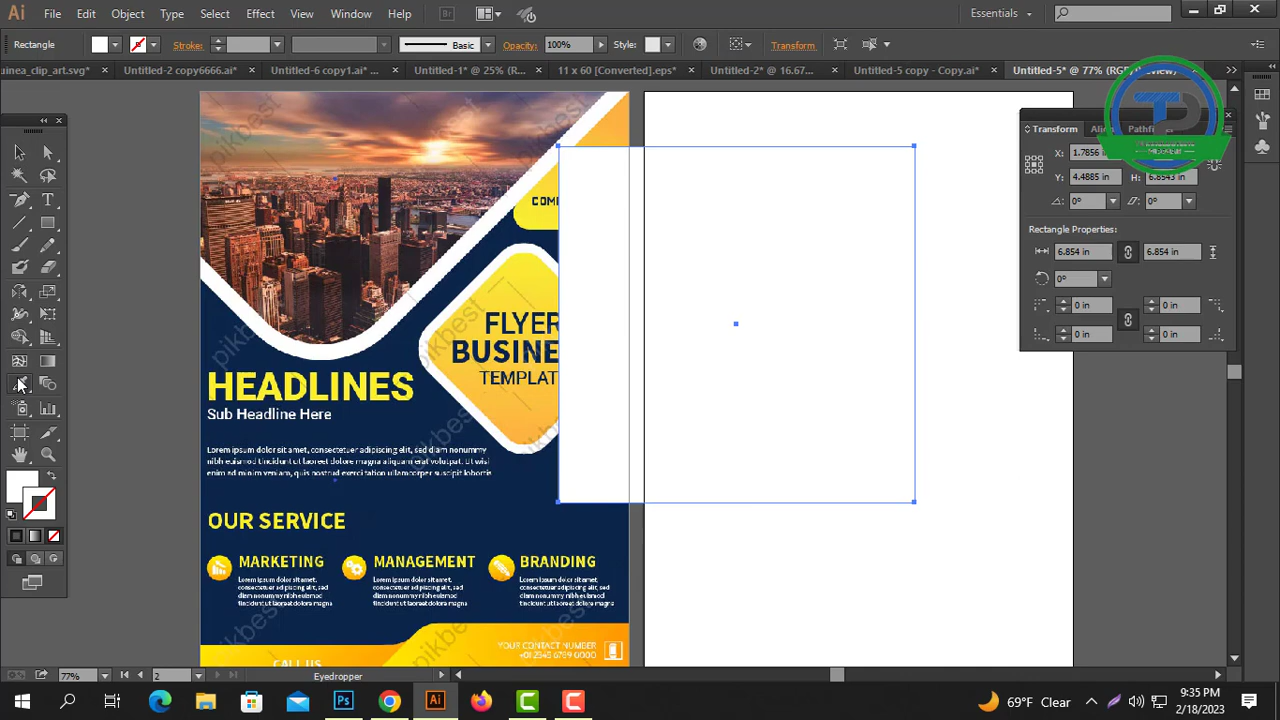 Ai File Edit Object Type Select Effect View Window Help Br Essentials
Rectangle Stroke: Basic Opacity: 100% Style: Transform
uinea_clip_art.svg* × Untitled-2 copy6666.ai* × Untitled-6 copy1.ai* ... × Untitled-1* @ 25% (R... × 11 x 60 [Converted].eps* × Untitled-2* @ 16.67... × Untitled-5 copy - Copy.ai* × Untitled-5* @ 77% (RGB/Preview)
Transform
X: 1.7856 in
Y: 4.4885 in H: 6.8543 in
0° 0°
Rectangle Properties:
6.854 in 6.854 in
0°
0 in 0 in
0 in 0 in
pikbest
FLYER
BUSINE
TEMPLAT
HEADLINES
Sub Headline Here
Lorem ipsum dolor sit amet, consectetuer adipiscing elit, sed diam nonummy
nibh euismod tincidunt ut laoreet dolore magna aliquam erat volutpat. Ut wisi
enim ad minim veniam, quis nostrud exerci tation ullamcorper suscipit lobortis
OUR SERVICE
MARKETING MANAGEMENT BRANDING
Lorem ipsum dolor sit amet, Lorem ipsum dolor sit amet, Lorem ipsum dolor sit amet,
consectetuer adipiscing elit, sed consectetuer adipiscing elit, sed consectetuer adipiscing elit, sed
diam nonummy nibh euismod diam nonummy nibh euismod diam nonummy nibh euismod
tincidunt ut laoreet dolore magna tincidunt ut laoreet dolore magna tincidunt ut laoreet dolore magna
YOUR CONTACT NUMBER
+012345 6789 0000
CALL US
77% 2 Eyedropper
Ps Ai 69°F Clear 9:35 PM
2/18/2023